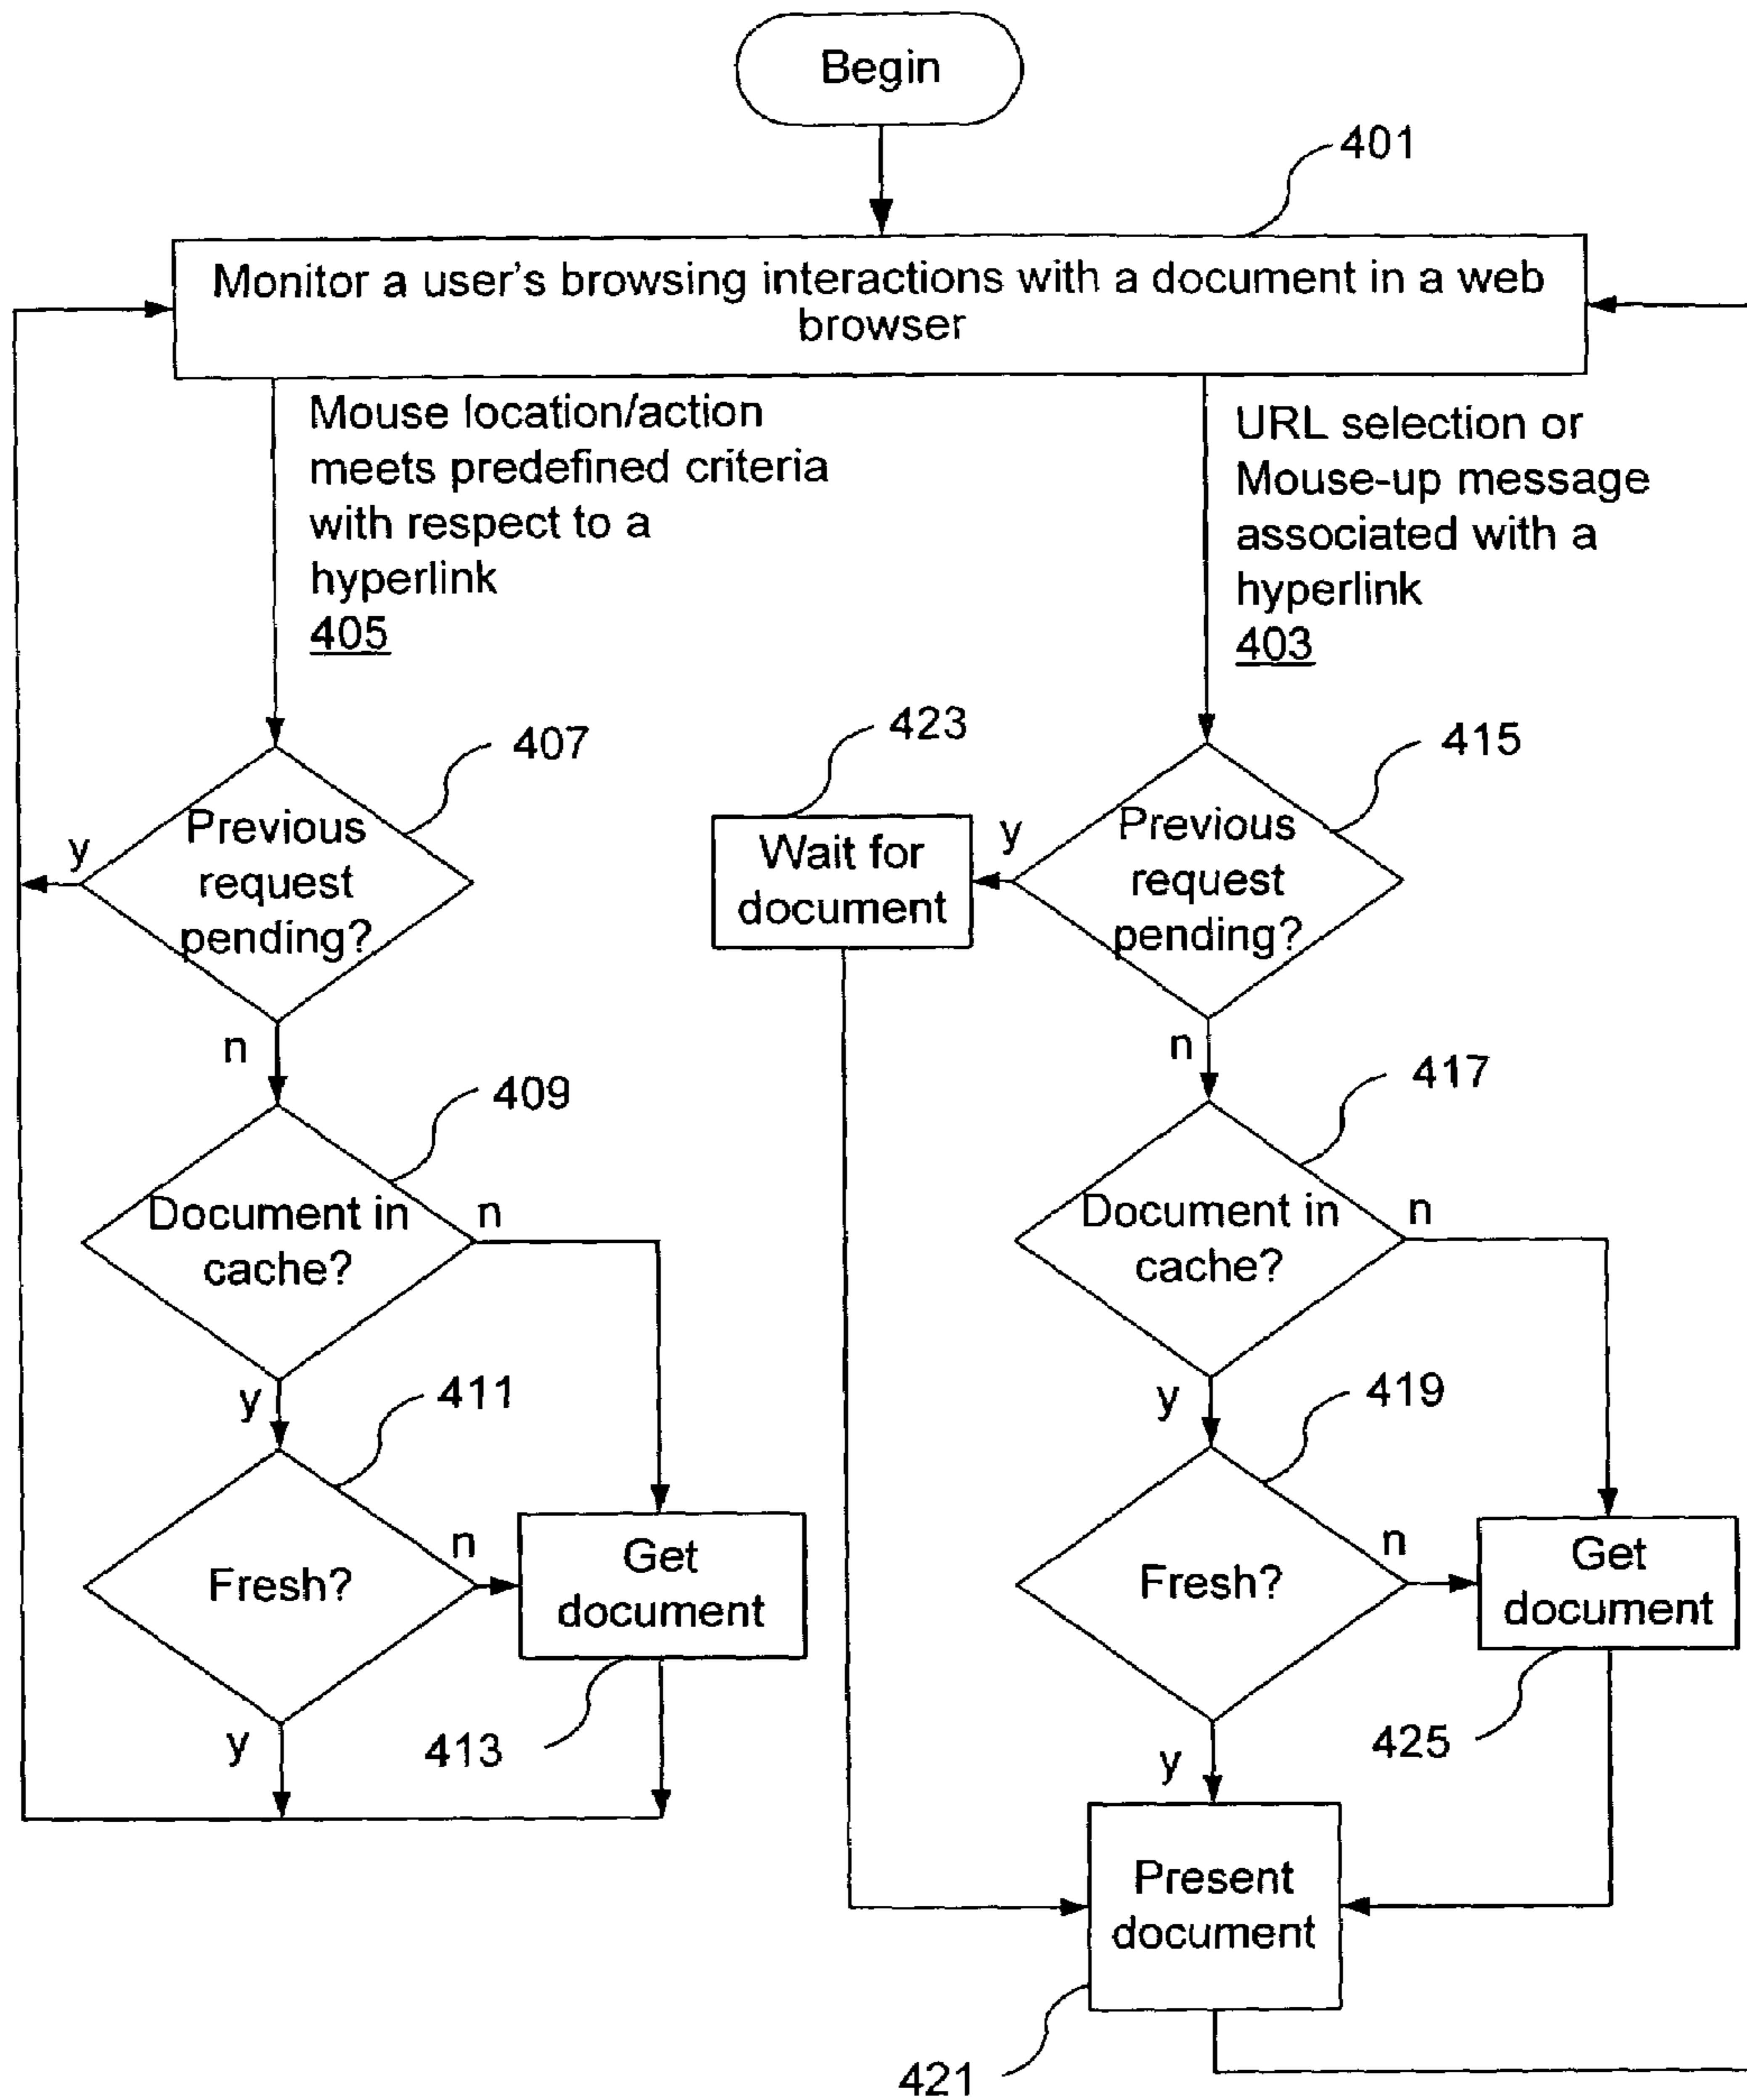 Begin
401
Monitor a user's browsing interactions with a document in a web
browser
Mouse location/action
meets predefined criteria
with respect to a
hyperlink
405
URL selection or
Mouse-up message
associated with a
hyperlink
403
407
Previous
request
pending?
y
n
423
Wait for
document
415
Previous
request
pending?
y
n
409
Document in
cache?
n
y
417
Document in
cache?
n
y
411
Fresh?
n
y
Get
document
413
419
Fresh?
n
y
Get
document
425
Present
document
421